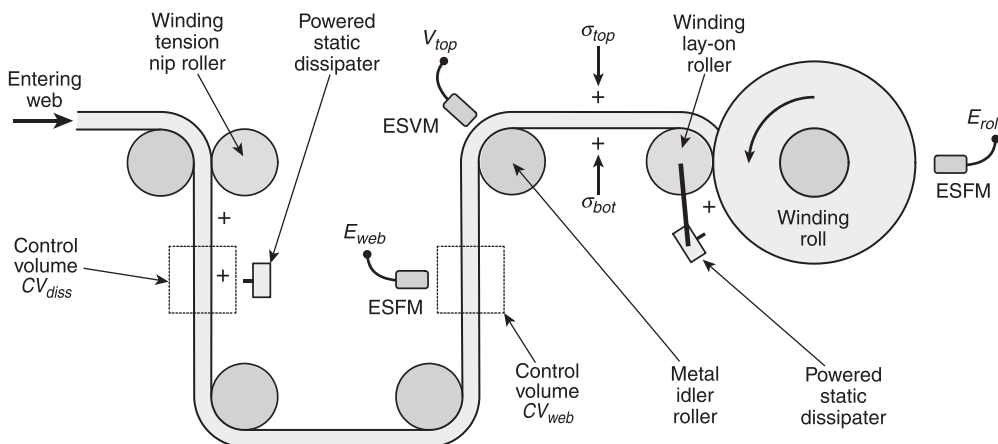 Entering
web
Winding
tension
nip roller
Powered
static
dissipater
V_top
ESVM
σ_top
Winding
lay-on
roller
E_rol
ESFM
σ_bot
Winding
roll
+
+
+
+
+
Control
volume
CV_diss
E_web
ESFM
Control
volume
CV_web
Metal
idler
roller
Powered
static
dissipater